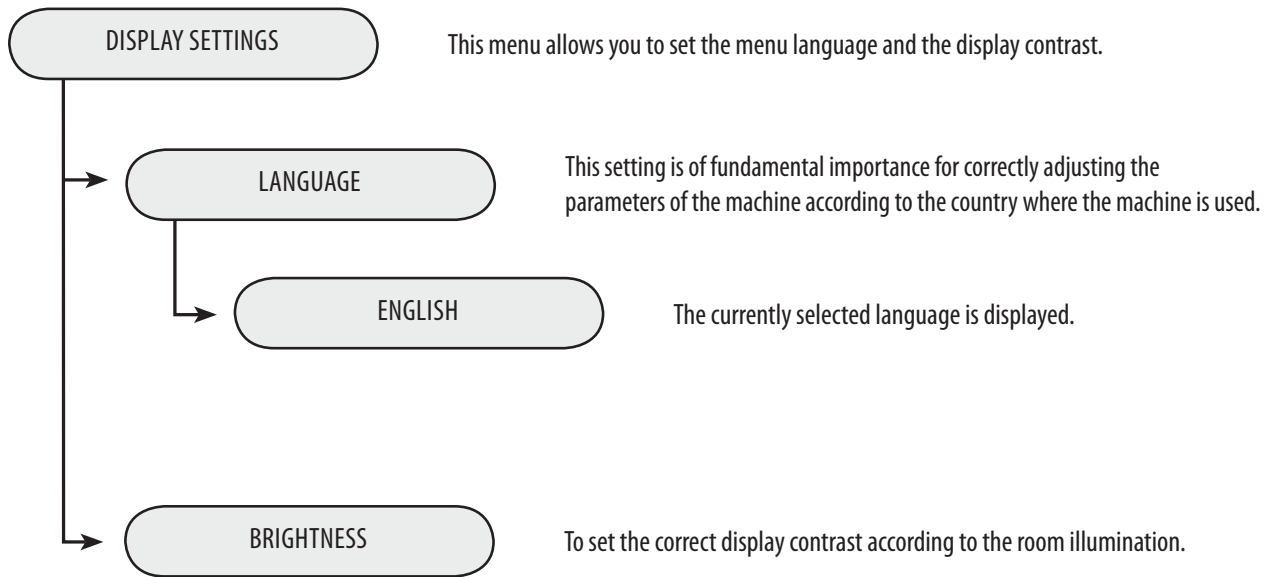 DISPLAY SETTINGS
This menu allows you to set the menu language and the display contrast.
LANGUAGE
This setting is of fundamental importance for correctly adjusting the
parameters of the machine according to the country where the machine is used.
ENGLISH
The currently selected language is displayed.
BRIGHTNESS
To set the correct display contrast according to the room illumination.